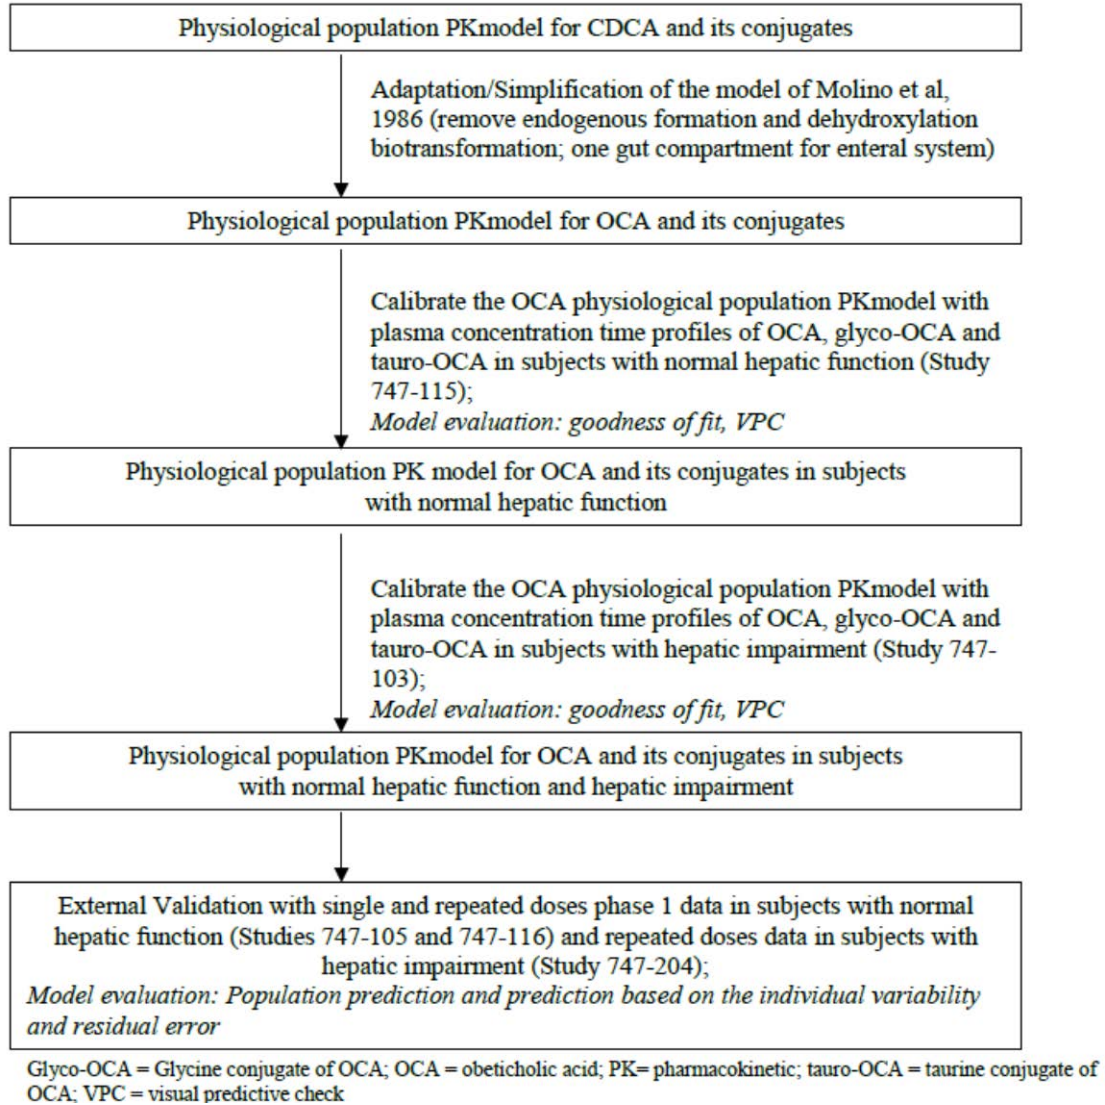 Physiological population PKmodel for CDCA and its conjugates
Adaptation/Simplification of the model of Molino et al,
1986 (remove endogenous formation and dehydroxylation
biotransformation; one gut compartment for enteral system)
Physiological population PKmodel for OCA and its conjugates
Calibrate the OCA physiological population PKmodel with
plasma concentration time profiles of OCA, glyco-OCA and
tauro-OCA in subjects with normal hepatic function (Study
747-115);
Model evaluation: goodness of fit, VPC
Physiological population PK model for OCA and its conjugates in subjects
with normal hepatic function
Calibrate the OCA physiological population PKmodel with
plasma concentration time profiles of OCA, glyco-OCA and
tauro-OCA in subjects with hepatic impairment (Study 747-
103);
Model evaluation: goodness of fit, VPC
Physiological population PKmodel for OCA and its conjugates in subjects
with normal hepatic function and hepatic impairment
External Validation with single and repeated doses phase 1 data in subjects with normal
hepatic function (Studies 747-105 and 747-116) and repeated doses data in subjects with
hepatic impairment (Study 747-204);
Model evaluation: Population prediction and prediction based on the individual variability
and residual error
Glyco-OCA = Glycine conjugate of OCA; OCA = obeticholic acid; PK= pharmacokinetic; tauro-OCA = taurine conjugate of
OCA; VPC = visual predictive check